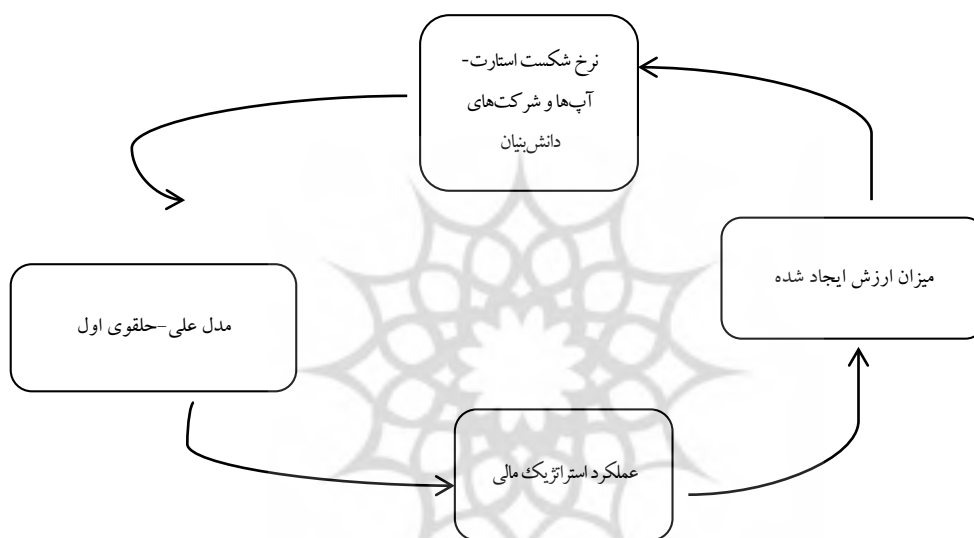 نرخ شکست استارت-
آپ‌ها و شرکت‌های
دانش‌بنیان
میزان ارزش ایجاد شده
مدل علی-حلقوی اول
عملکرد استراتژیک مالی